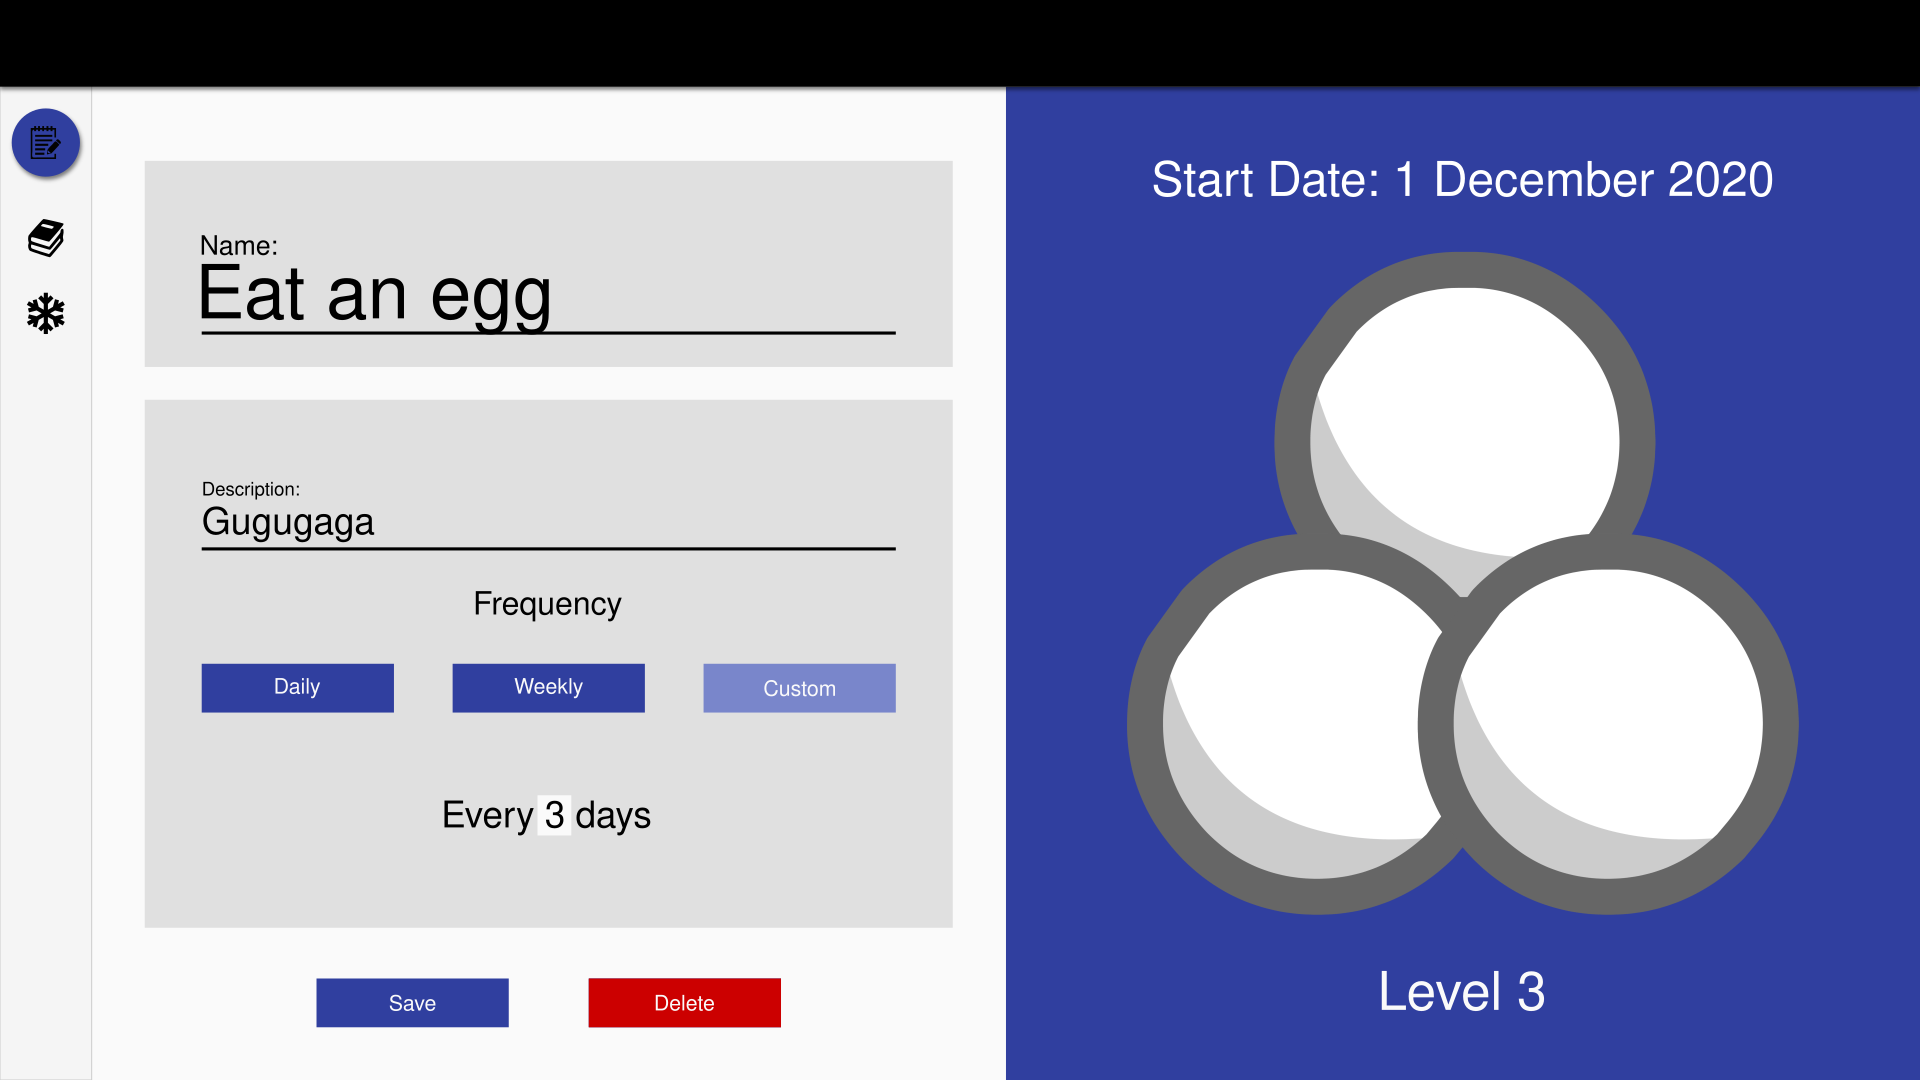 Name:
Eat an egg
Description:
Gugugaga
Frequency
Daily Weekly Custom
Every 3 days
Save Delete
Start Date: 1 December 2020
Level 3